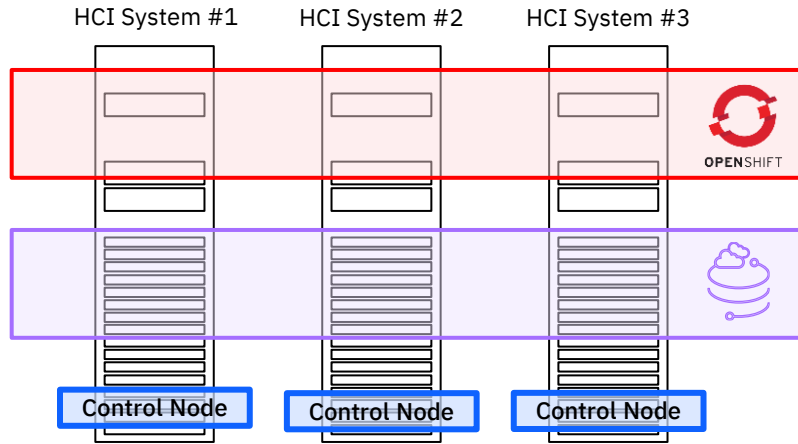 HCI System #1
HCI System #2
HCI System #3
OPENSHIFT
Control Node
Control Node
Control Node